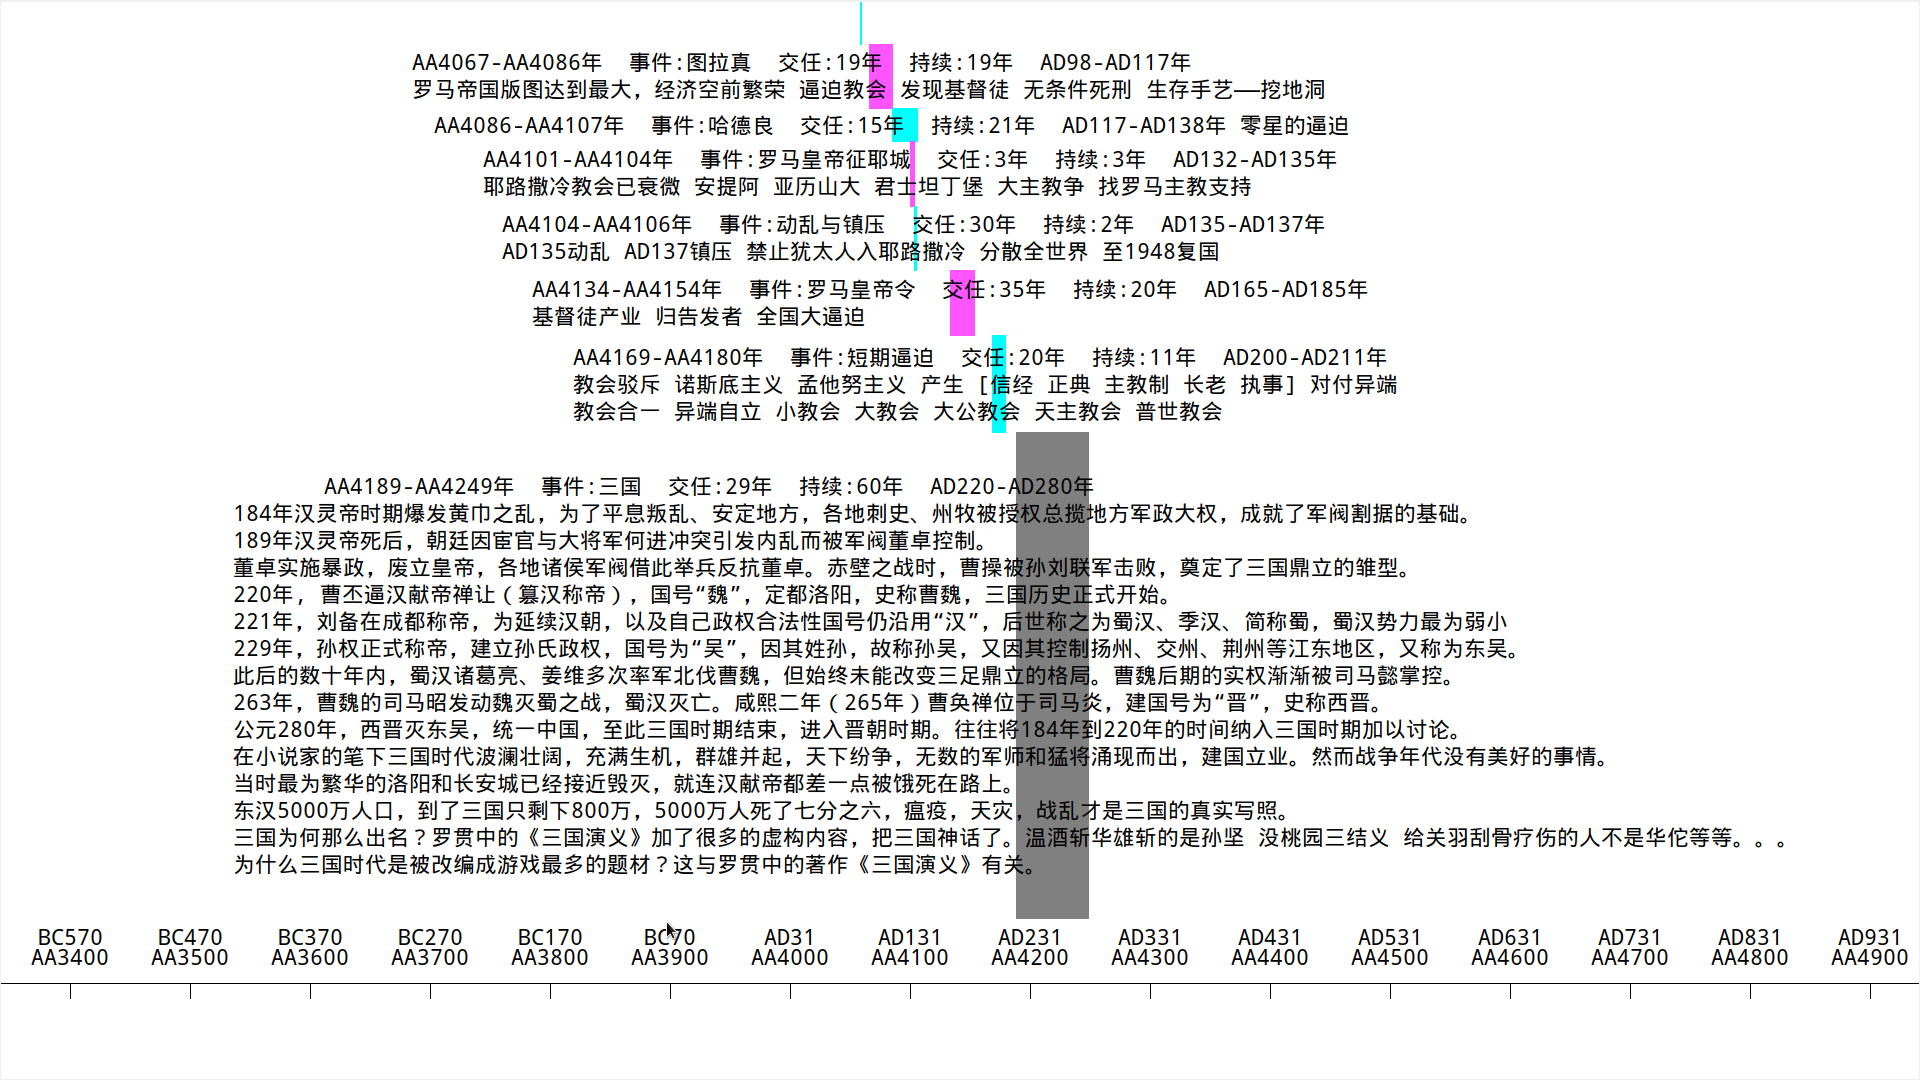 AA4067-AA4086年 事件:图拉真 交任:19年 持续:19年 AD98-AD117年
罗马帝国版图达到最大，经济空前繁荣 逼迫教会 发现基督徒 无条件死刑 生存手艺——挖地洞
AA4086-AA4107年 事件:哈德良 交任:15年 持续:21年 AD117-AD138年 零星的逼迫
AA4101-AA4104年 事件:罗马皇帝征耶城 交任:3年 持续:3年 AD132-AD135年
耶路撒冷教会已衰微 安提阿 亚历山大 君士坦丁堡 大主教争 找罗马主教支持
AA4104-AA4106年 事件:动乱与镇压 交任:30年 持续:2年 AD135-AD137年
AD135动乱 AD137镇压 禁止犹太人入耶路撒冷 分散全世界 至1948复国
AA4134-AA4154年 事件:罗马皇帝令 交任:35年 持续:20年 AD165-AD185年
基督徒产业 归告发者 全国大逼迫
AA4169-AA4180年 事件:短期逼迫 交任:20年 持续:11年 AD200-AD211年
教会驳斥 诺斯底主义 孟他努主义 产生 [信经 正典 主教制 长老 执事] 对付异端
教会合一 异端自立 小教会 大教会 大公教会 天主教会 普世教会
AA4189-AA4249年 事件:三国 交任:29年 持续:60年 AD220-AD280年
184年汉灵帝时期爆发黄巾之乱，为了平息叛乱、安定地方，各地刺史、州牧被授权总揽地方军政大权，成就了军阀割据的基础。
189年汉灵帝死后，朝廷因宦官与大将军何进冲突引发内乱而被军阀董卓控制。
董卓实施暴政，废立皇帝，各地诸侯军阀借此举兵反抗董卓。赤壁之战时，曹操被孙刘联军击败，奠定了三国鼎立的雏型。
220年, 曹丕逼汉献帝禅让（篡汉称帝），国号“魏”，定都洛阳，史称曹魏，三国历史正式开始。
221年，刘备在成都称帝，为延续汉朝，以及自己政权合法性国号仍沿用“汉”，后世称之为蜀汉、季汉、简称蜀，蜀汉势力最为弱小
229年，孙权正式称帝，建立孙氏政权，国号为“吴”，因其姓孙，故称孙吴，又因其控制扬州、交州、荆州等江东地区，又称为东吴。
此后的数十年内，蜀汉诸葛亮、姜维多次率军北伐曹魏，但始终未能改变三足鼎立的格局。曹魏后期的实权渐渐被司马懿掌控。
263年，曹魏的司马昭发动魏灭蜀之战，蜀汉灭亡。咸熙二年（265年）曹奂禅位于司马炎，建国号为“晋”，史称西晋。
公元280年，西晋灭东吴，统一中国，至此三国时期结束，进入晋朝时期。往往将184年到220年的时间纳入三国时期加以讨论。
在小说家的笔下三国时代波澜壮阔，充满生机，群雄并起，天下纷争，无数的军师和猛将涌现而出，建国立业。然而战争年代没有美好的事情。
当时最为繁华的洛阳和长安城已经接近毁灭，就连汉献帝都差一点被饿死在路上。
东汉5000万人口，到了三国只剩下800万，5000万人死了七分之六，瘟疫，天灾，战乱才是三国的真实写照。
三国为何那么出名？罗贯中的《三国演义》加了很多的虚构内容，把三国神话了。温酒斩华雄斩的是孙坚 没桃园三结义 给关羽刮骨疗伤的人不是华佗等等。。。
为什么三国时代是被改编成游戏最多的题材？这与罗贯中的著作《三国演义》有关。
BC570 BC470 BC370 BC270 BC170 BC70 AD31 AD131 AD231 AD331 AD431 AD531 AD631 AD731 AD831 AD931
AA3400 AA3500 AA3600 AA3700 AA3800 AA3900 AA4000 AA4100 AA4200 AA4300 AA4400 AA4500 AA4600 AA4700 AA4800 AA4900